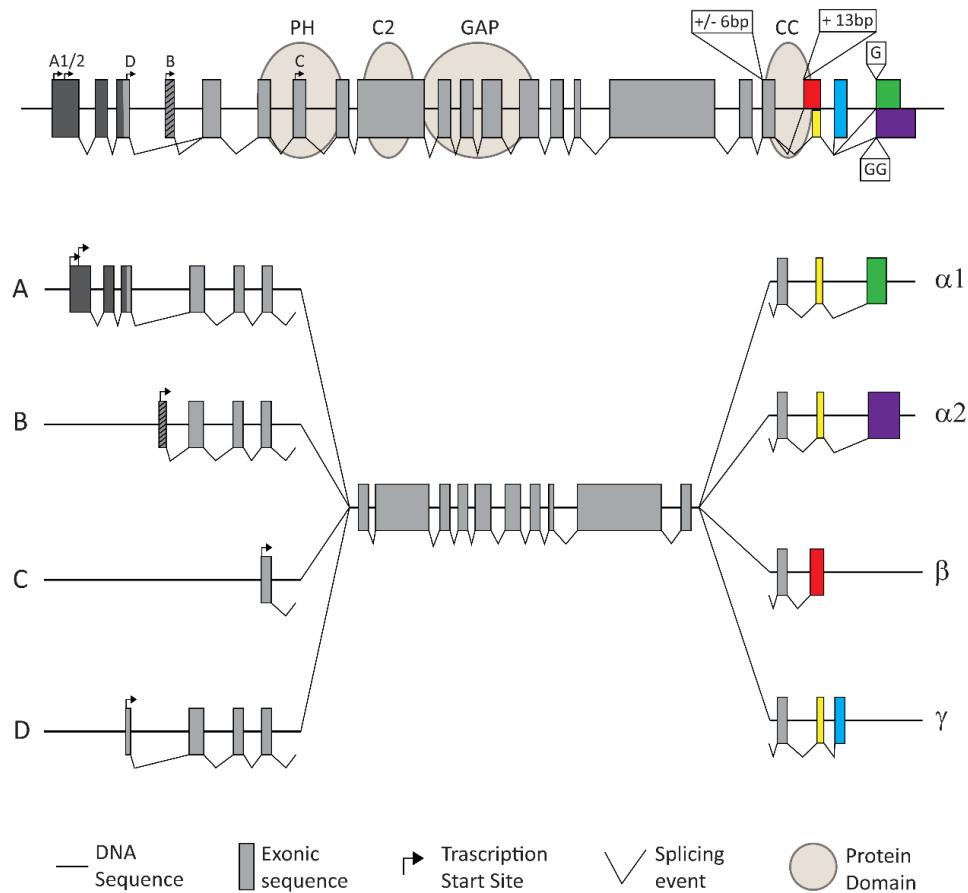 PH C2 GAP +/- 6bp CC + 13bp
A1/2 D B C G
GG
A α1
B α2
C β
D γ
DNA
Sequence
Exonic
sequence
Trascription
Start Site
Splicing
event
Protein
Domain